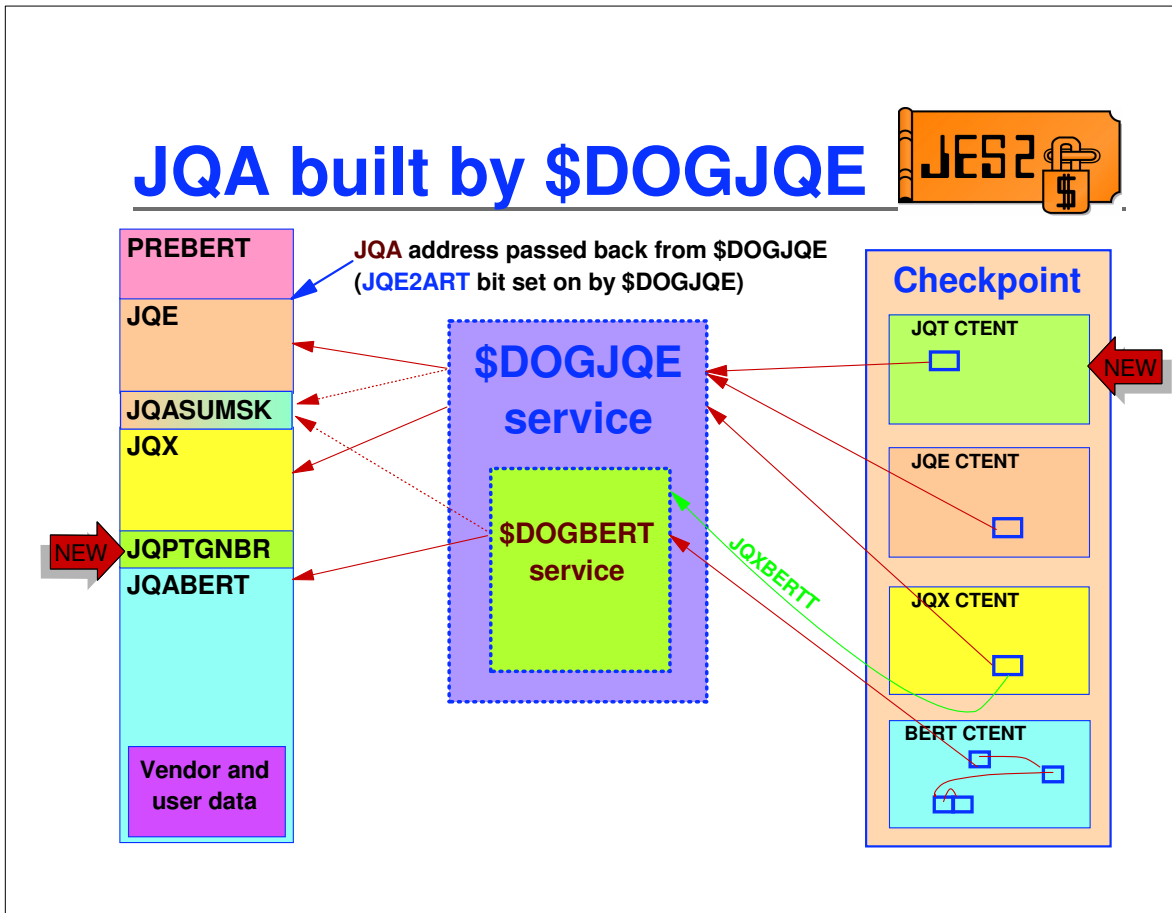 JQA built by $DOGJQE
JES2
$
PREBERT
JQA address passed back from $DOGJQE
(JQE2ART bit set on by $DOGJQE)
JQE
JQASUMSK
JQX
NEW
JQPTGNBR
JQABERT
Vendor and
user data
$DOGJQE
service
$DOGBERT
service
JQXBERTT
Checkpoint
JQT CTENT
NEW
JQE CTENT
JQX CTENT
BERT CTENT